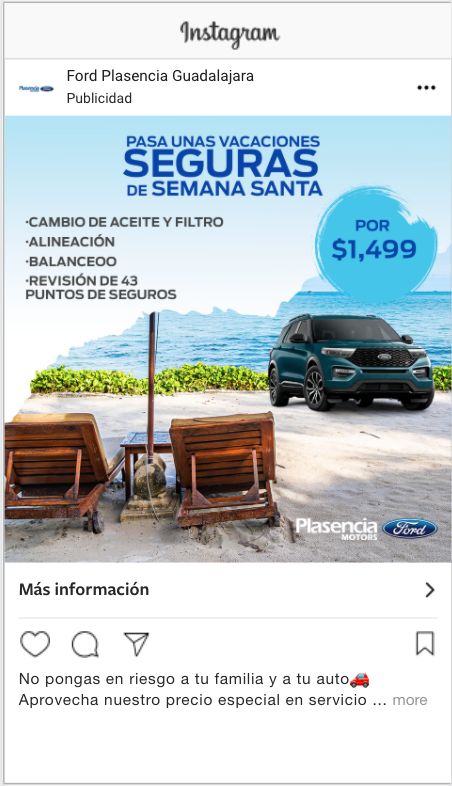 Instagram
Plasencia Ford
Ford Plasencia Guadalajara
Publicidad
PASA UNAS VACACIONES
SEGURAS
DE SEMANA SANTA
·CAMBIO DE ACEITE Y FILTRO
·ALINEACIÓN
·BALANCEOO
·REVISIÓN DE 43
PUNTOS DE SEGUROS
POR
$1,499
Plasencia
MOTORS
Ford
Más información
No pongas en riesgo a tu familia y a tu auto🚗
Aprovecha nuestro precio especial en servicio ... more